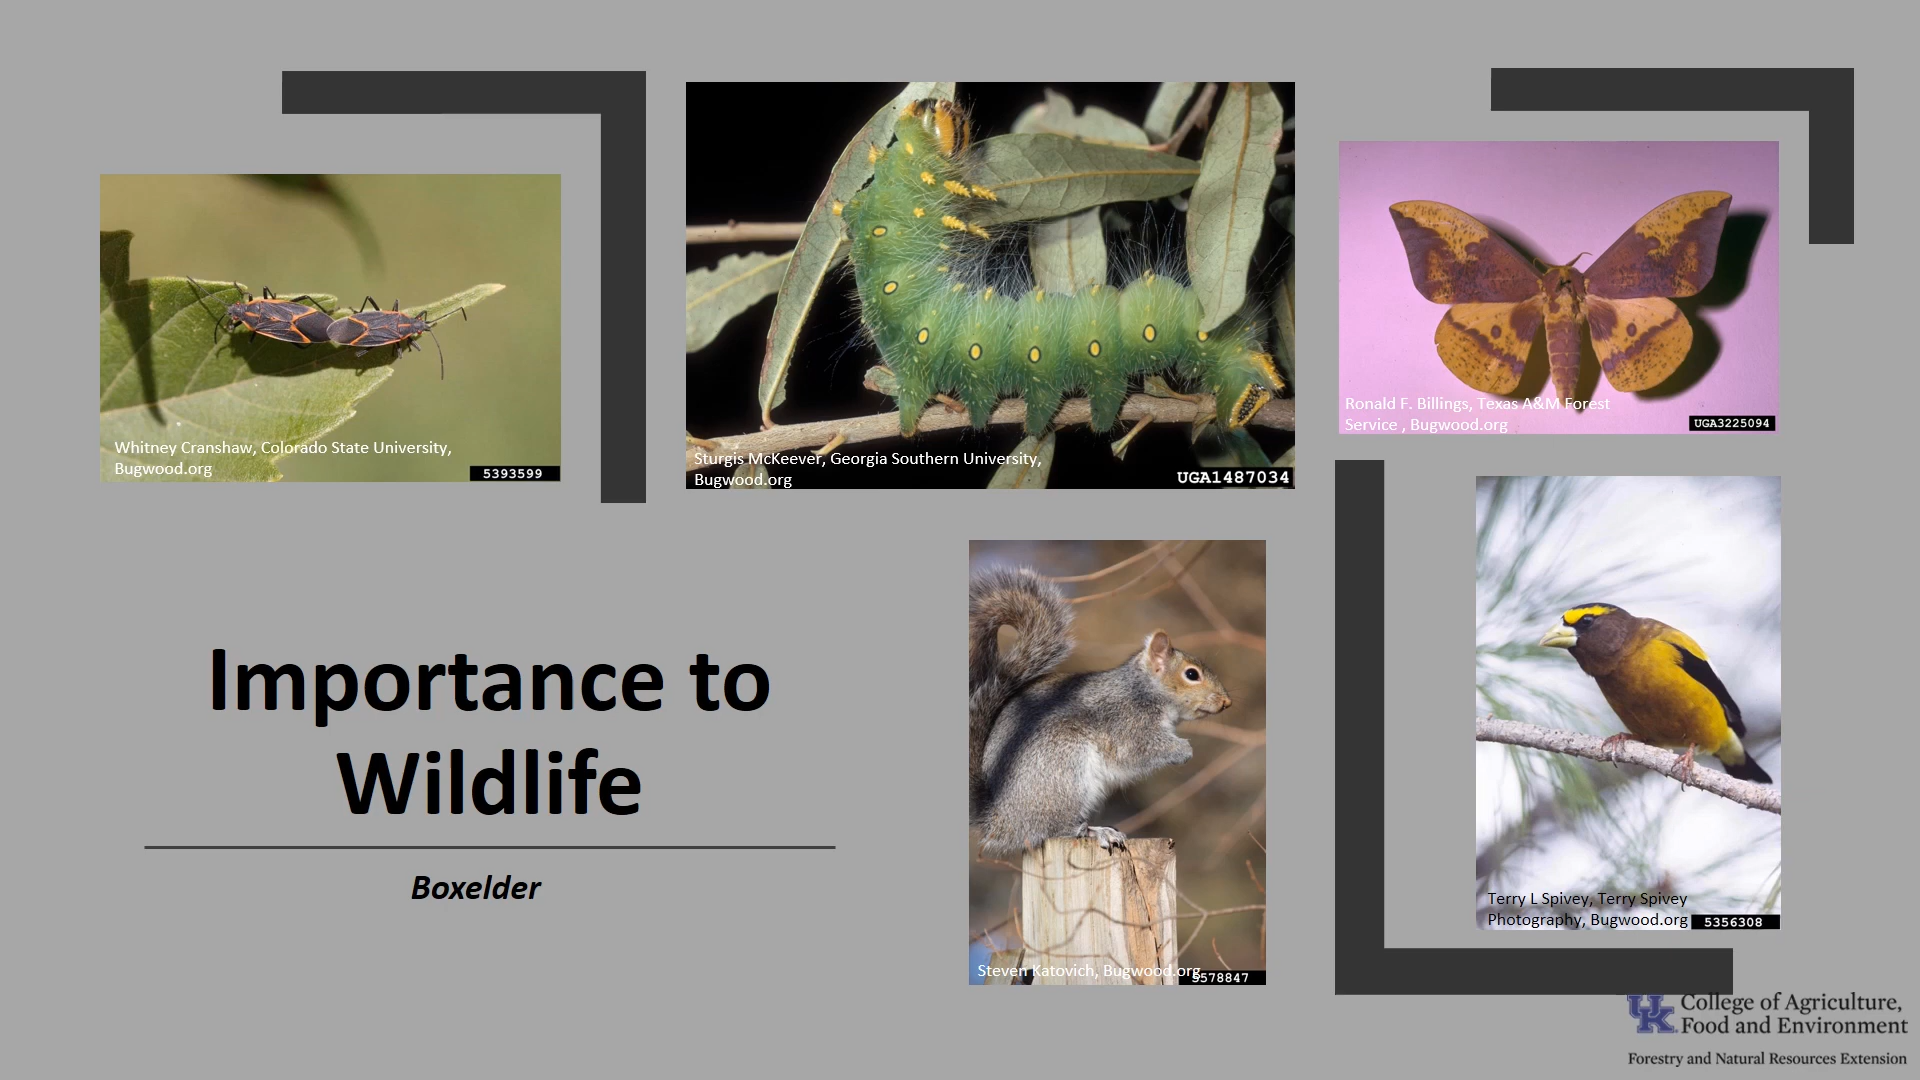 Whitney Cranshaw, Colorado State University,
Bugwood.org
5393599
Sturgis McKeever, Georgia Southern University,
Bugwood.org
UGA1487034
Ronald F. Billings, Texas A&M Forest
Service , Bugwood.org
UGA3225094
Importance to
Wildlife
Boxelder
Steven Katovich, Bugwood.org
5578847
Terry L Spivey, Terry Spivey
Photography, Bugwood.org
5356308
UK
College of Agriculture,
Food and Environment
Forestry and Natural Resources Extension